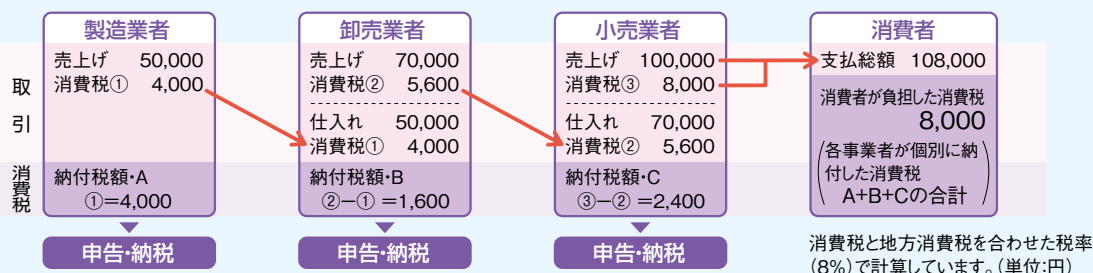 製造業者
売上げ 50,000
消費税① 4,000
納付税額・A
①=4,000
申告・納税
卸売業者
売上げ 70,000
消費税② 5,600
仕入れ 50,000
消費税① 4,000
納付税額・B
②−① =1,600
申告・納税
小売業者
売上げ 100,000
消費税③ 8,000
仕入れ 70,000
消費税② 5,600
納付税額・C
③−② =2,400
申告・納税
消費者
支払総額 108,000
消費者が負担した消費税
8,000
各事業者が個別に納
付した消費税
A+B+Cの合計
取引
消費税
消費税と地方消費税を合わせた税率
(8%)で計算しています。(単位:円)